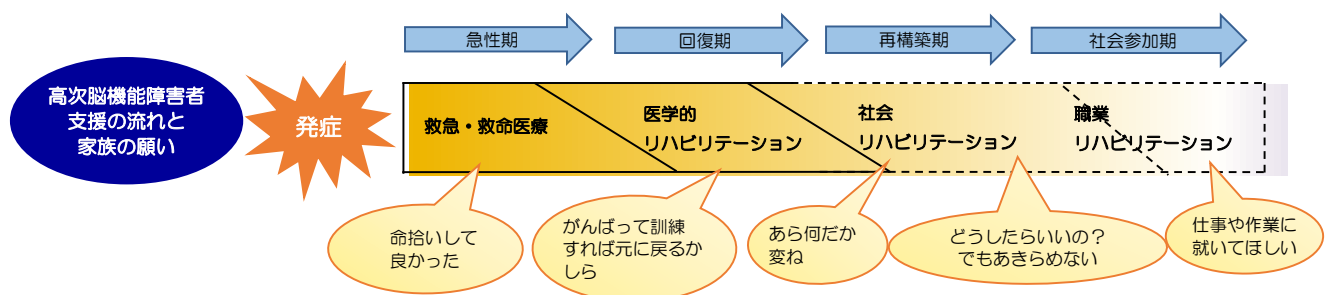 急性期
回復期
再構築期
社会参加期
高次脳機能障害者
支援の流れと
家族の願い
発症
救急・救命医療
医学的
リハビリテーション
社会
リハビリテーション
職業
リハビリテーション
命拾いして
良かった
がんばって訓練
すれば元に戻るか
しら
あら何だか
変ね
どうしたらいいの？
でもあきらめない
仕事や作業に
就いてほしい